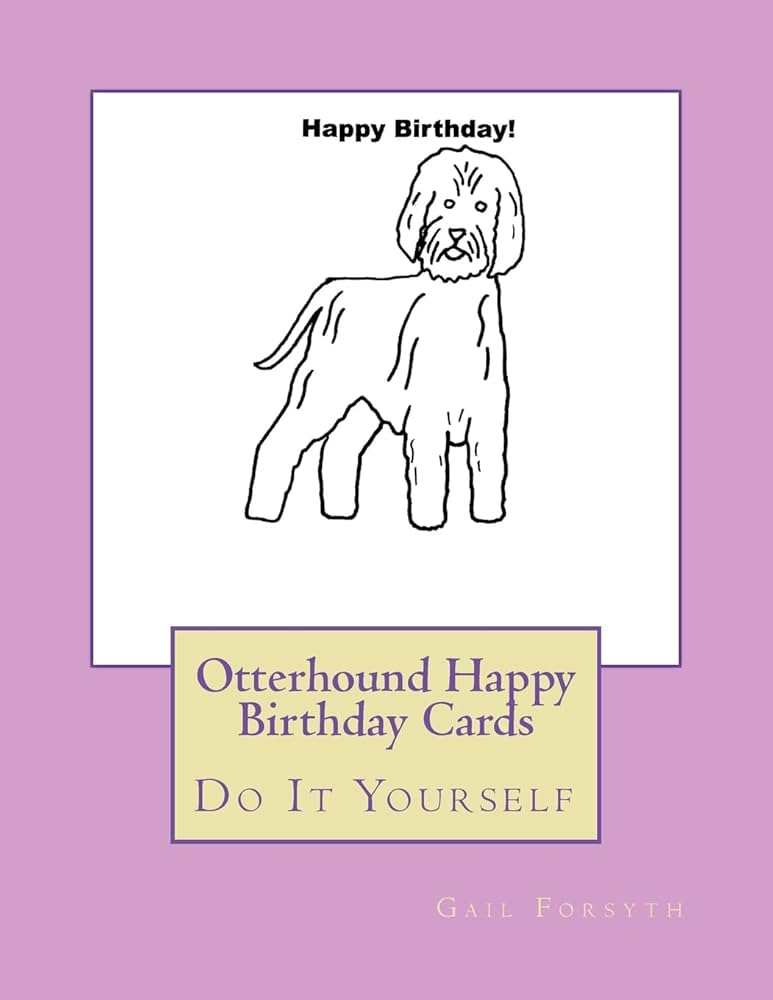 Happy Birthday!
Otterhound Happy
Birthday Cards
Do It Yourself
Gail Forsyth